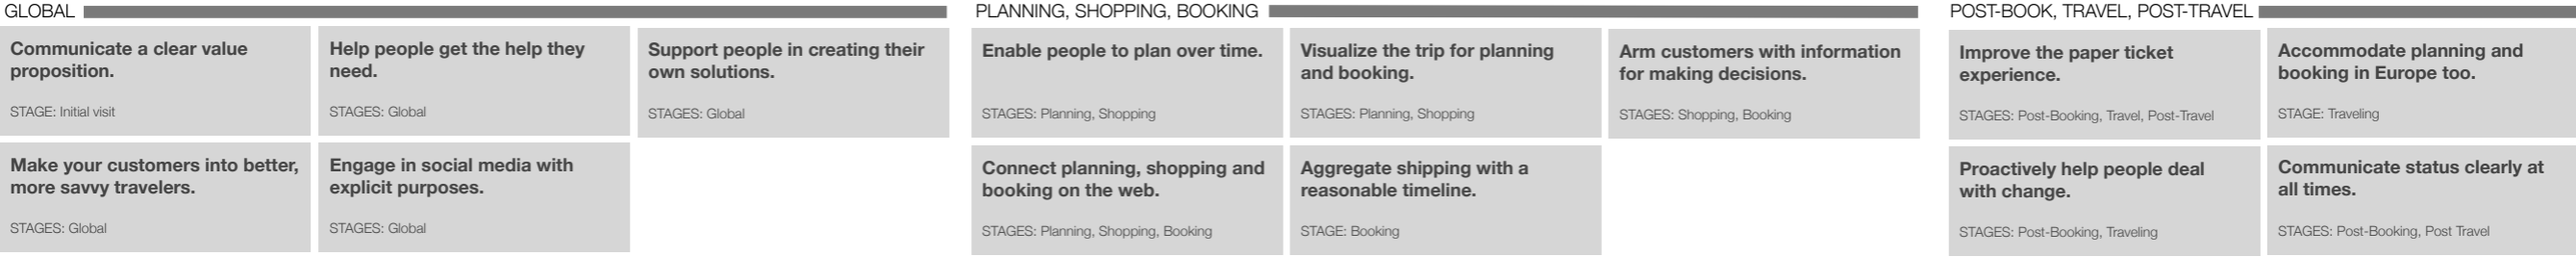 GLOBAL
Communicate a clear value
proposition.
STAGE: Initial visit
Help people get the help they
need.
STAGES: Global
Support people in creating their
own solutions.
STAGES: Global
Make your customers into better,
more savvy travelers.
STAGES: Global
Engage in social media with
explicit purposes.
STAGES: Global
PLANNING, SHOPPING, BOOKING
Enable people to plan over time.
STAGES: Planning, Shopping
Visualize the trip for planning
and booking.
STAGES: Planning, Shopping
Arm customers with information
for making decisions.
STAGES: Shopping, Booking
Connect planning, shopping and
booking on the web.
STAGES: Planning, Shopping, Booking
Aggregate shipping with a
reasonable timeline.
STAGE: Booking
POST-BOOK, TRAVEL, POST-TRAVEL
Improve the paper ticket
experience.
STAGES: Post-Booking, Travel, Post-Travel
Accommodate planning and
booking in Europe too.
STAGE: Traveling
Proactively help people deal
with change.
STAGES: Post-Booking, Traveling
Communicate status clearly at
all times.
STAGES: Post-Booking, Post Travel